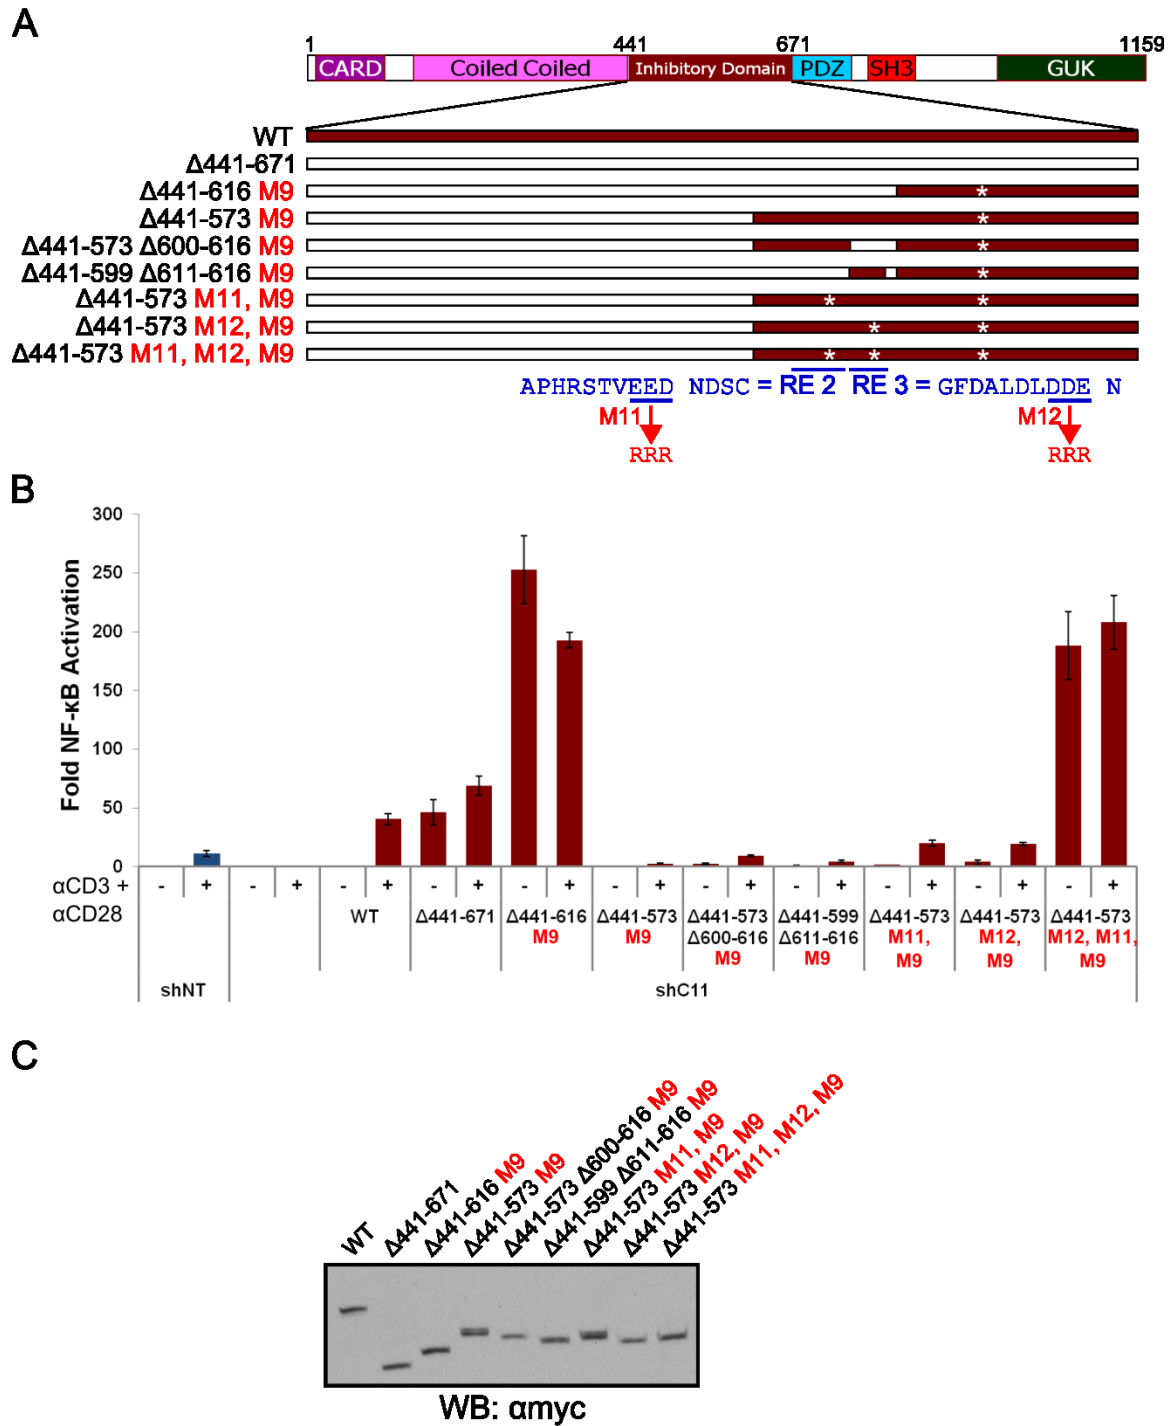 A
1 441 671 1159
CARD Coiled Coiled Inhibitory Domain PDZ SH3 GUK
WT
Δ441-671
Δ441-616 M9 *
Δ441-573 M9 *
Δ441-573 Δ600-616 M9 *
Δ441-599 Δ611-616 M9 *
Δ441-573 M11, M9 * *
Δ441-573 M12, M9 * *
Δ441-573 M11, M12, M9 * * *
APHRSTVEED NDSC = RE 2 RE 3 = GFDALDLDDE N
M11 M12
RRR RRR
B
Fold NF-κB Activation
300
250
200
150
100
50
0
αCD3 + - + - + - + - + - + - + - + - + - + - + - +
αCD28
WT Δ441-671 Δ441-616 Δ441-573 Δ441-573 Δ441-599 Δ441-573 Δ441-573 Δ441-573
M9 M9 Δ600-616 Δ611-616 M11, M12, M12, M11,
M9 M9 M9 M9 M9
shNT shC11
C
WT
Δ441-671
Δ441-616 M9
Δ441-573 M9
Δ441-573 Δ600-616 M9
Δ441-599 Δ611-616 M9
Δ441-573 M11, M9
Δ441-573 M12, M9
Δ441-573 M11, M12, M9
WB: αmyc